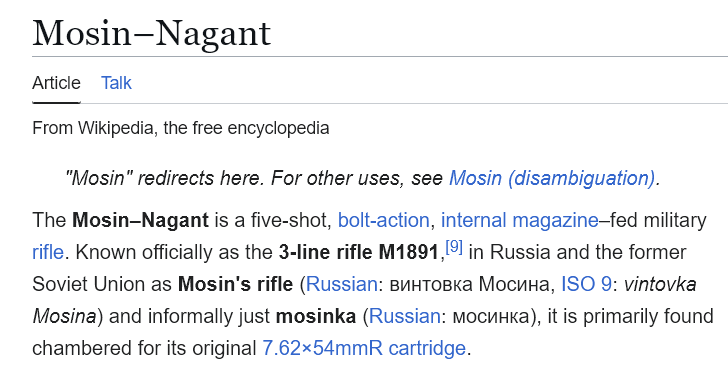 Mosin–Nagant
Article Talk
From Wikipedia, the free encyclopedia
"Mosin" redirects here. For other uses, see Mosin (disambiguation).
The Mosin–Nagant is a five-shot, bolt-action, internal magazine–fed military
rifle. Known officially as the 3-line rifle M1891,[9] in Russia and the former
Soviet Union as Mosin's rifle (Russian: винтовка Мосина, ISO 9: vintovka
Mosina) and informally just mosinka (Russian: мосинка), it is primarily found
chambered for its original 7.62×54mmR cartridge.